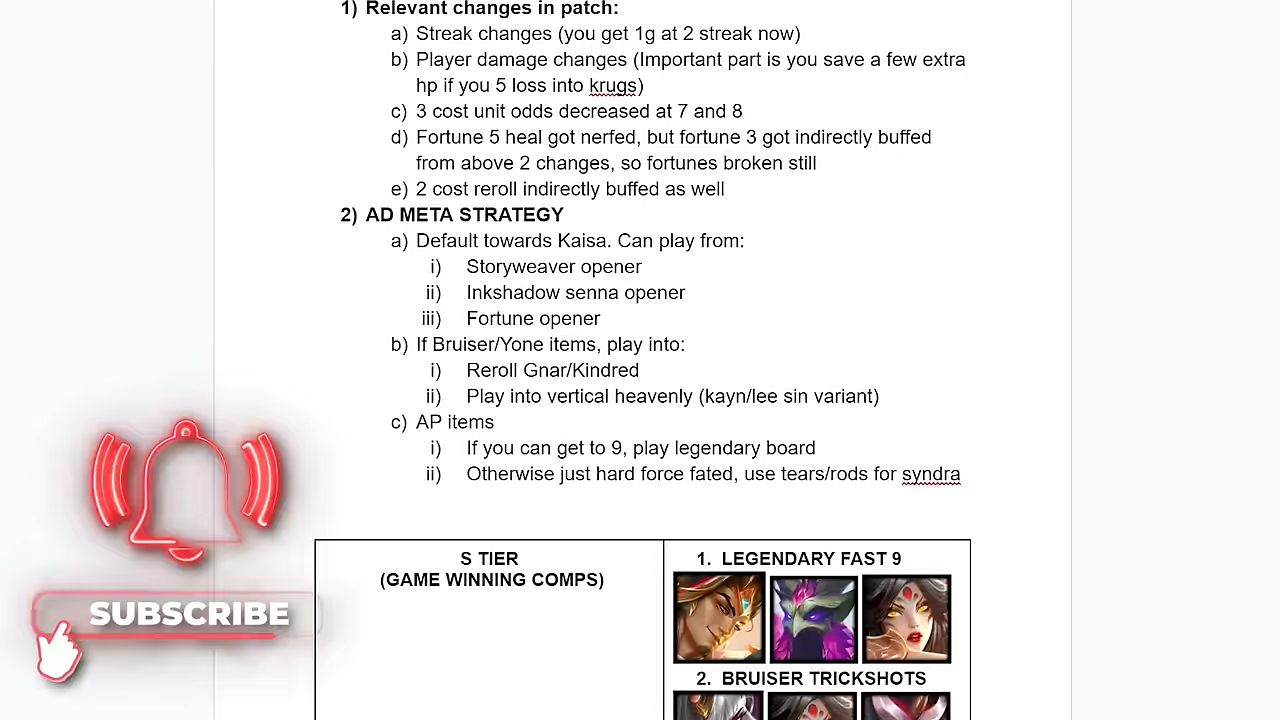 1) Relevant changes in patch:
a) Streak changes (you get 1g at 2 streak now)
b) Player damage changes (Important part is you save a few extra
hp if you 5 loss into krugs)
c) 3 cost unit odds decreased at 7 and 8
d) Fortune 5 heal got nerfed, but fortune 3 got indirectly buffed
from above 2 changes, so fortunes broken still
e) 2 cost reroll indirectly buffed as well
2) AD META STRATEGY
a) Default towards Kaisa. Can play from:
i) Storyweaver opener
ii) Inkshadow senna opener
iii) Fortune opener
b) If Bruiser/Yone items, play into:
i) Reroll Gnar/Kindred
ii) Play into vertical heavenly (kayn/lee sin variant)
c) AP items
i) If you can get to 9, play legendary board
ii) Otherwise just hard force fated, use tears/rods for syndra
S TIER
(GAME WINNING COMPS)
1. LEGENDARY FAST 9
2. BRUISER TRICKSHOTS
SUBSCRIBE